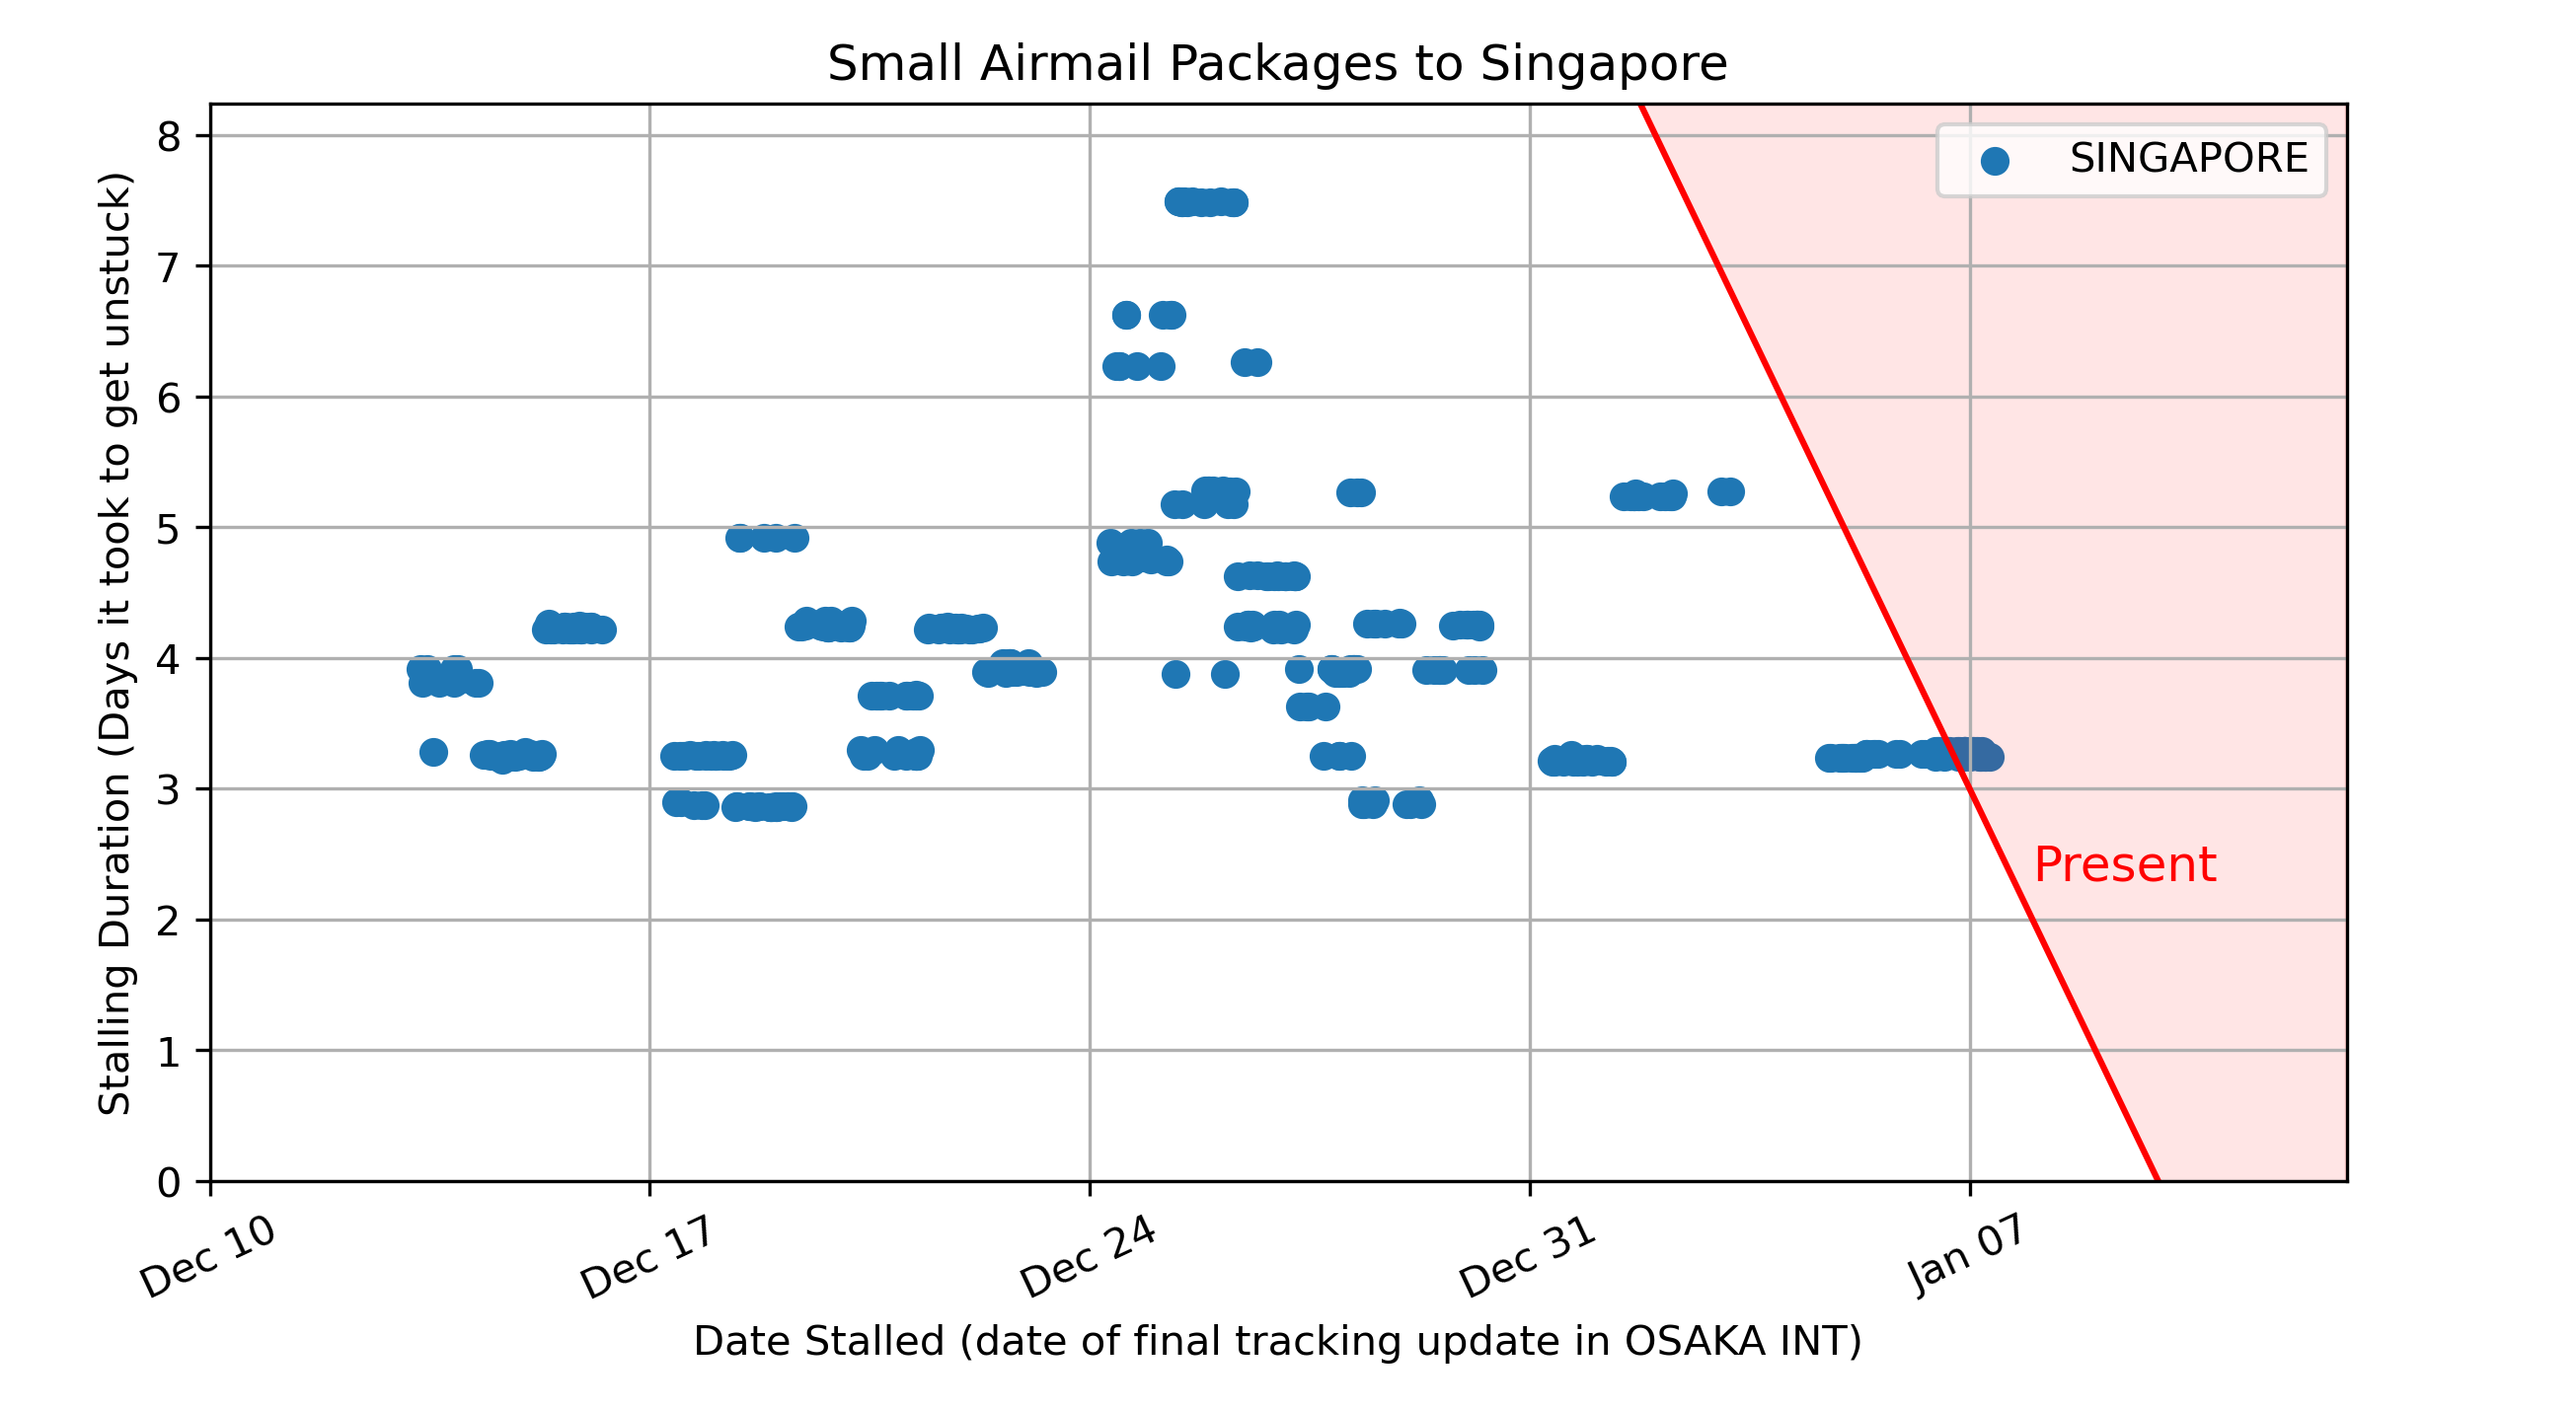 Small Airmail Packages to Singapore
SINGAPORE
Stalling Duration (Days it took to get unstuck)
8
7
6
5
4
3
2
1
0
Present
Dec 10
Dec 17
Dec 24
Dec 31
Jan 07
Date Stalled (date of final tracking update in OSAKA INT)